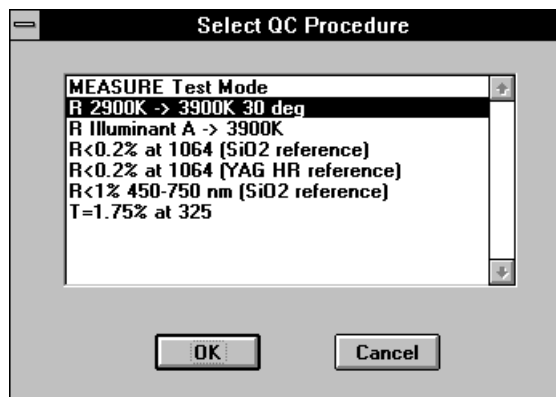 Select QC Procedure
MEASURE Test Mode
R 2900K -> 3900K 30 deg
R Illuminant A -> 3900K
R<0.2% at 1064 (SiO2 reference)
R<0.2% at 1064 (YAG HR reference)
R<1% 450-750 nm (SiO2 reference)
T=1.75% at 325
OK
Cancel